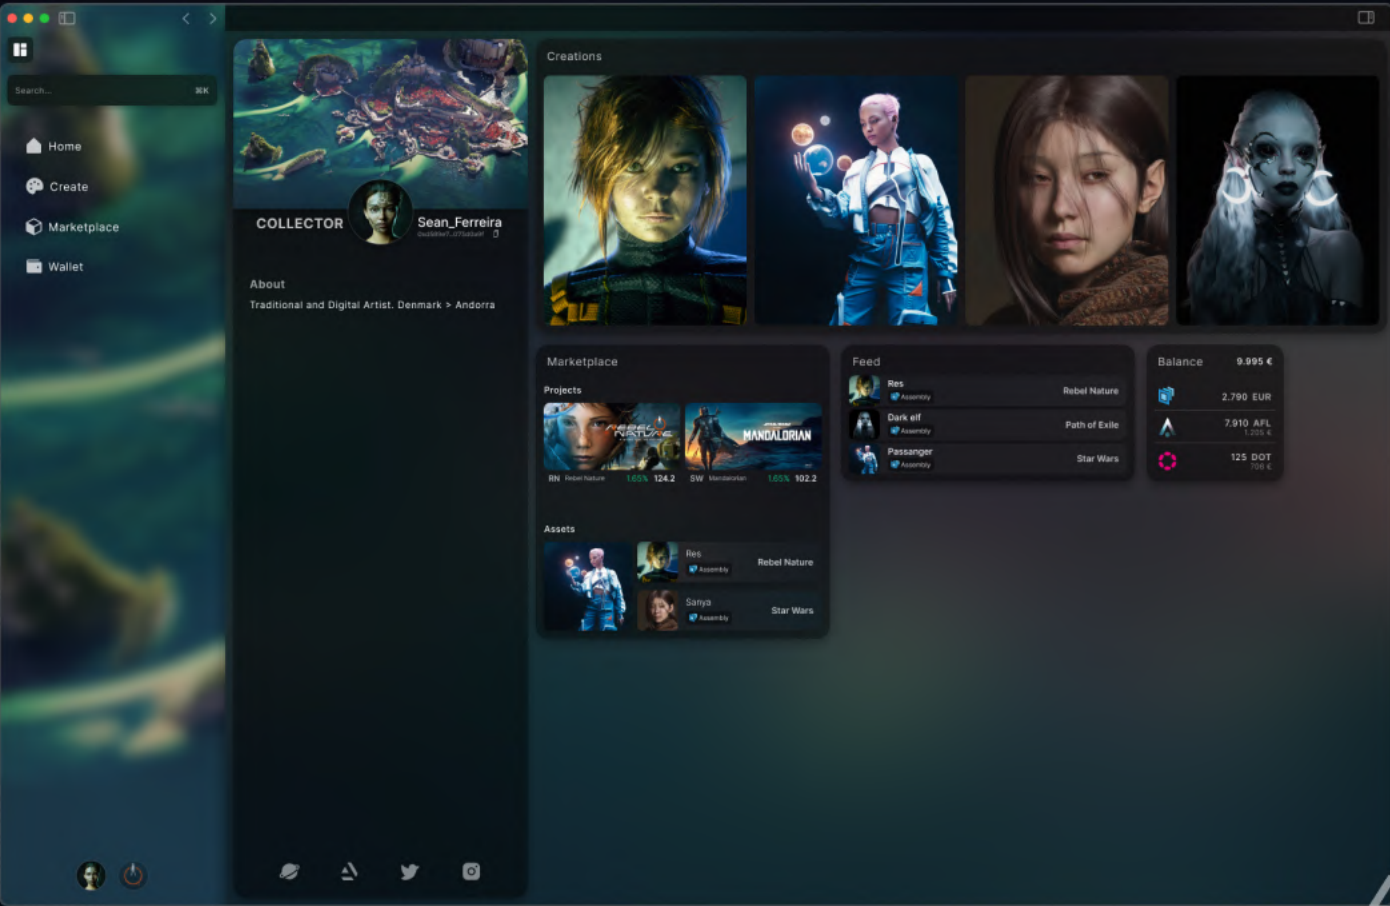 Search...
⌘K
Home
Create
Marketplace
Wallet
COLLECTOR
Sean_Ferreira
About
Traditional and Digital Artist. Denmark > Andorra
Creations
Marketplace
Projects
REBEL NATURE
MANDALORIAN
RN Rebel Nature 1.65% 124.2
SW Mandalorian 1.65% 102.2
Assets
Res
Assembly
Rebel Nature
Sanya
Assembly
Star Wars
Feed
Res
Assembly
Rebel Nature
Dark elf
Assembly
Path of Exile
Passanger
Assembly
Star Wars
Balance 9.995 €
2.790 EUR
7.910 AFL
1.205 €
125 DOT
706 €